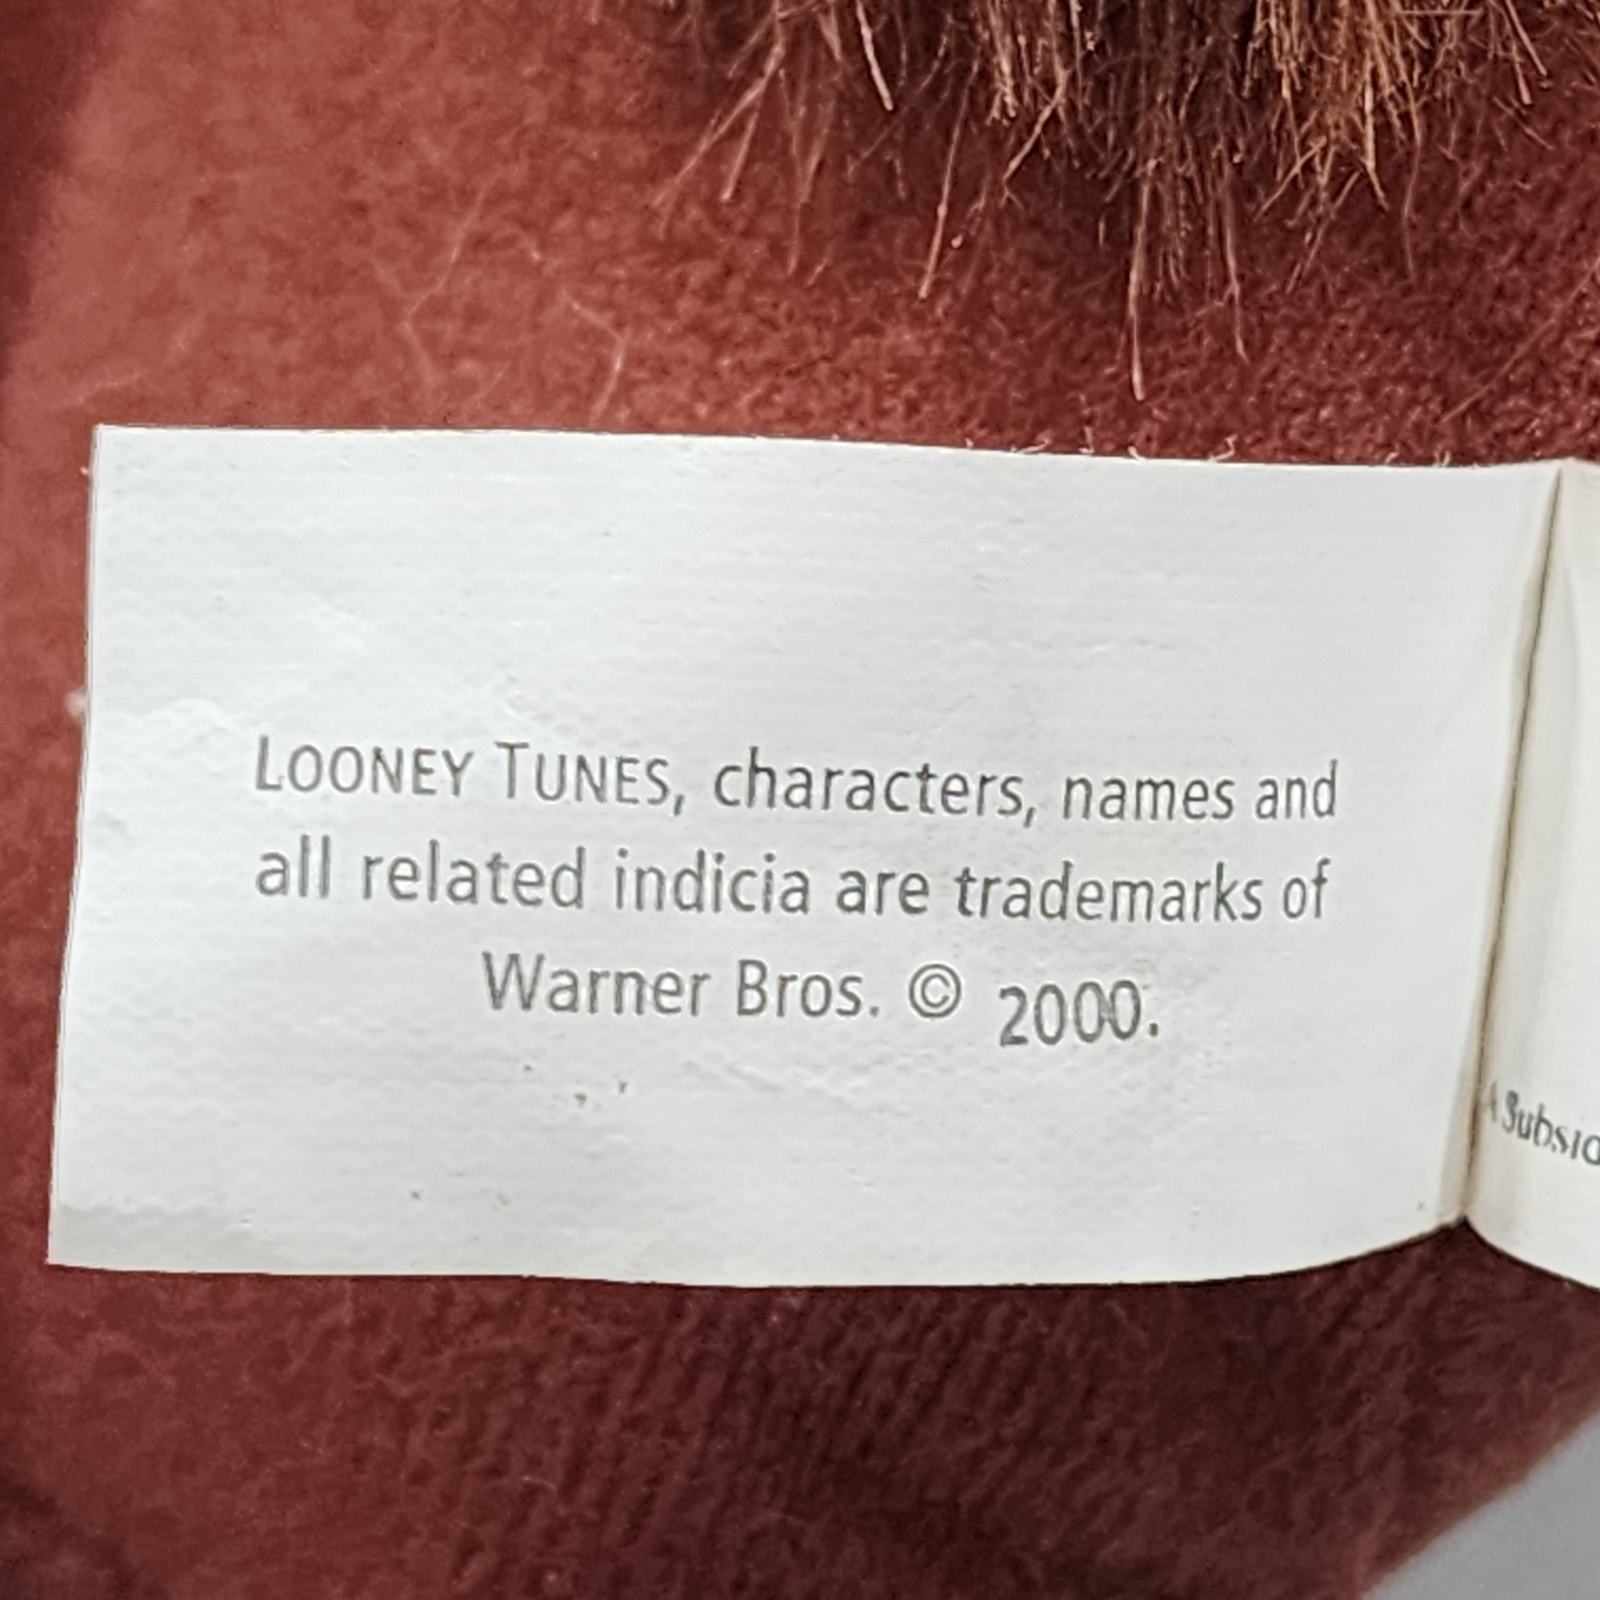 LOONEY TUNES, characters, names and
all related indicia are trademarks of
Warner Bros. © 2000.
A